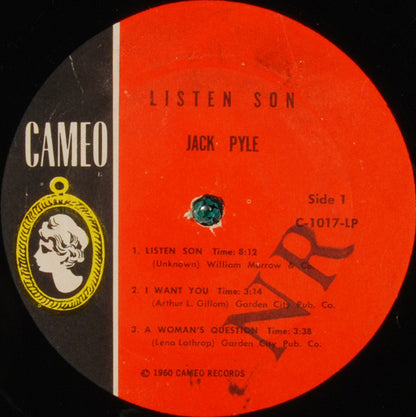 LISTEN SON
JACK PYLE
CAMEO
Side 1
C-1017-LP
1. LISTEN SON Time: 8:12
(Unknown) William Morrow & Co.
2. I WANT YOU Time: 3:14
(Arthur L. Gillom) Garden City Pub. Co.
3. A WOMAN'S QUESTION Time: 3:38
(Lena Lathrop) Garden City Pub. Co.
© 1960 CAMEO RECORDS
NR